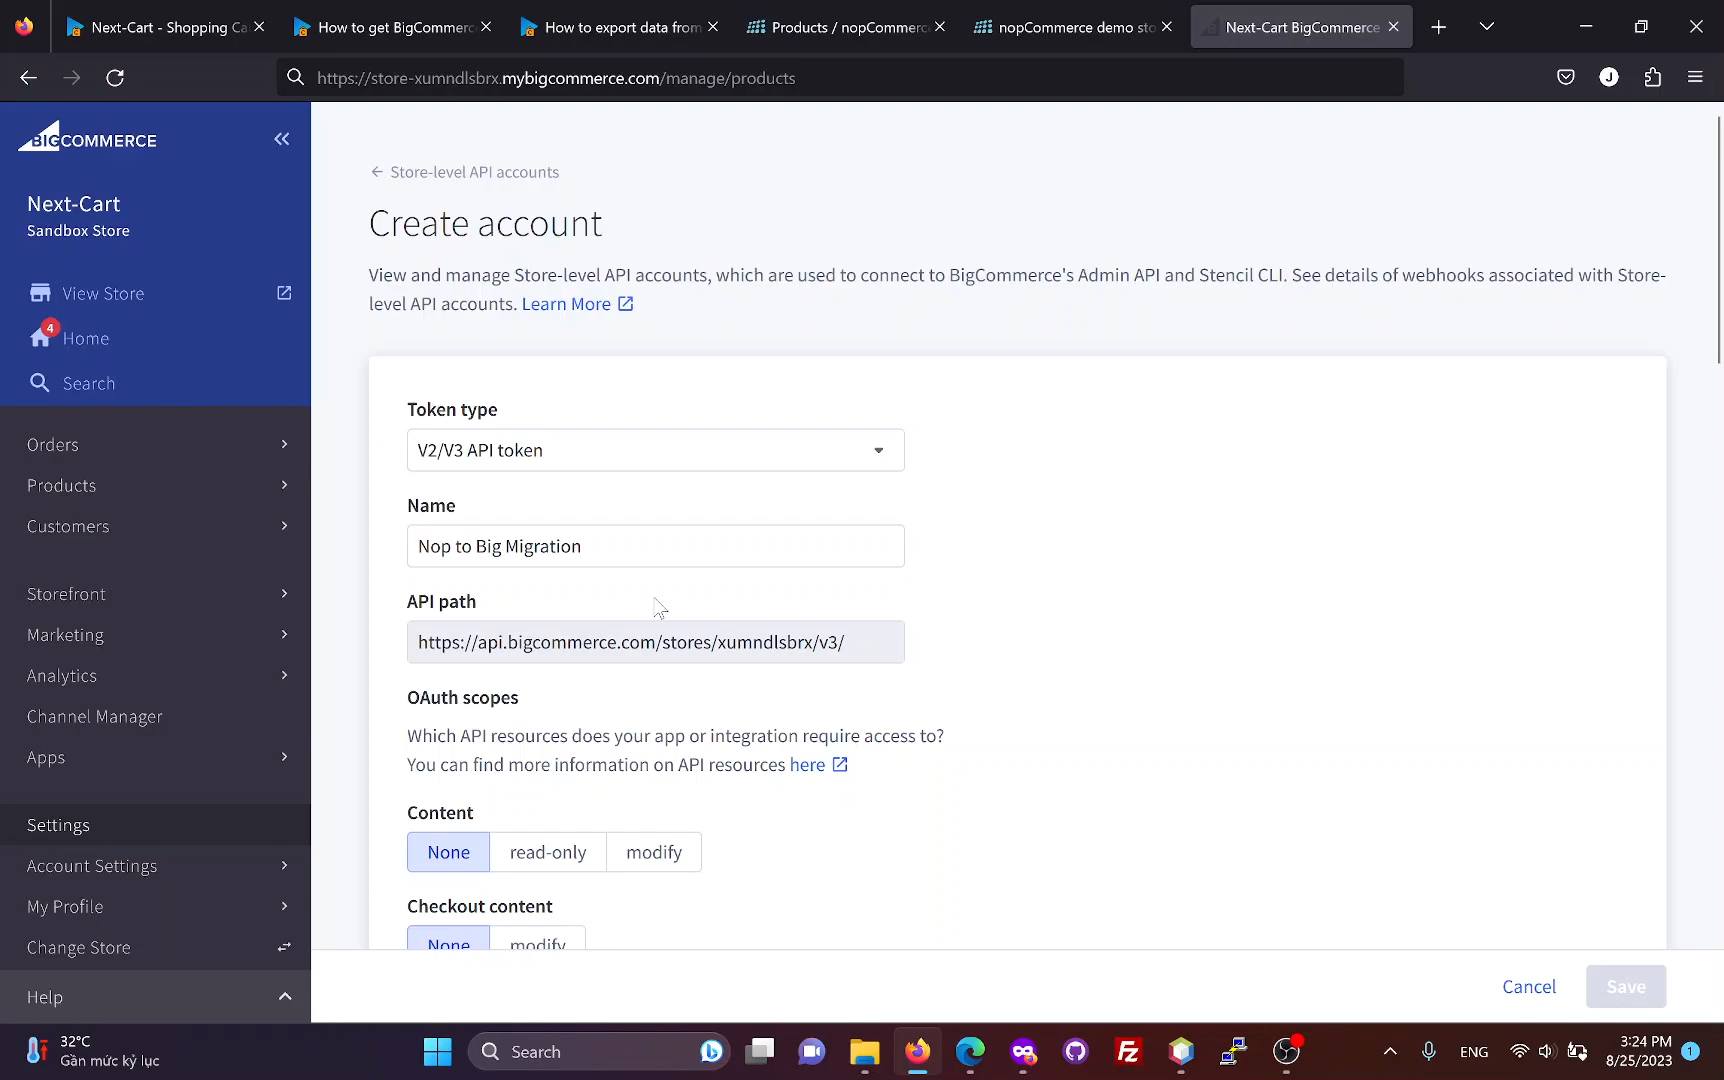 Next-Cart - Shopping Ca
How to get BigCommerc
How to export data from
Products / nopCommerc
nopCommerce demo sto
Next-Cart BigCommerce
https://store-xumndlsbrx.mybigcommerce.com/manage/products
J
BIGCOMMERCE
Next-Cart
Sandbox Store
View Store
4
Home
Search
Orders
Products
Customers
Storefront
Marketing
Analytics
Channel Manager
Apps
Settings
Account Settings
My Profile
Change Store
Help
Store-level API accounts
Create account
View and manage Store-level API accounts, which are used to connect to BigCommerce's Admin API and Stencil CLI. See details of webhooks associated with Store-
level API accounts. Learn More
Token type
V2/V3 API token
Name
Nop to Big Migration
API path
https://api.bigcommerce.com/stores/xumndlsbrx/v3/
OAuth scopes
Which API resources does your app or integration require access to?
You can find more information on API resources here
Content
None read-only modify
Checkout content
None modify
Cancel Save
32°C
Gần mức kỷ lục
Search
FZ
ENG
3:24 PM
8/25/2023
1